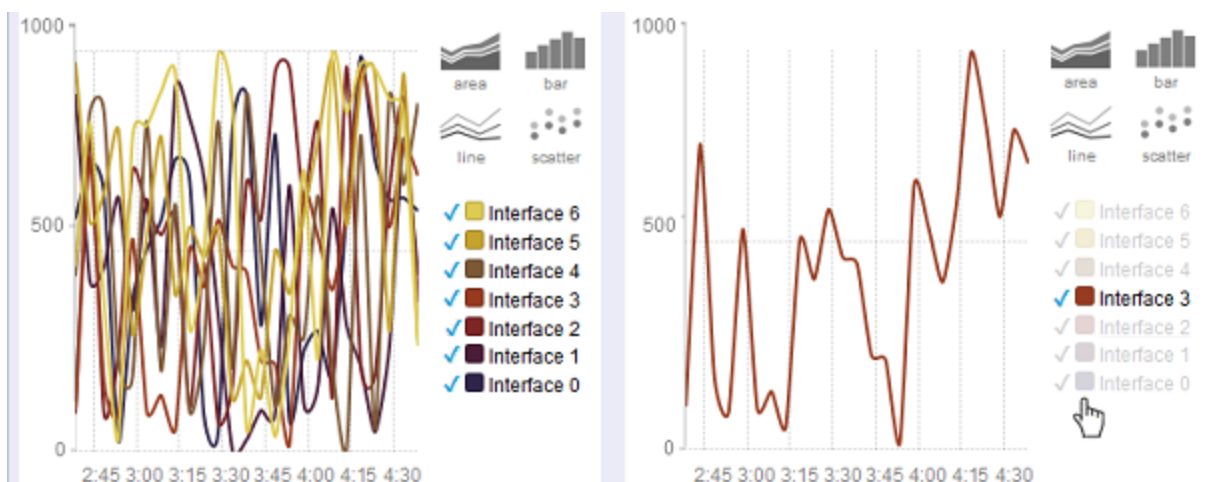 1000
500
0
2:45 3:00 3:15 3:30 3:45 4:00 4:15 4:30
area
bar
line
scatter
Interface 6
Interface 5
Interface 4
Interface 3
Interface 2
Interface 1
Interface 0
1000
500
0
2:45 3:00 3:15 3:30 3:45 4:00 4:15 4:30
area
bar
line
scatter
Interface 6
Interface 5
Interface 4
Interface 3
Interface 2
Interface 1
Interface 0